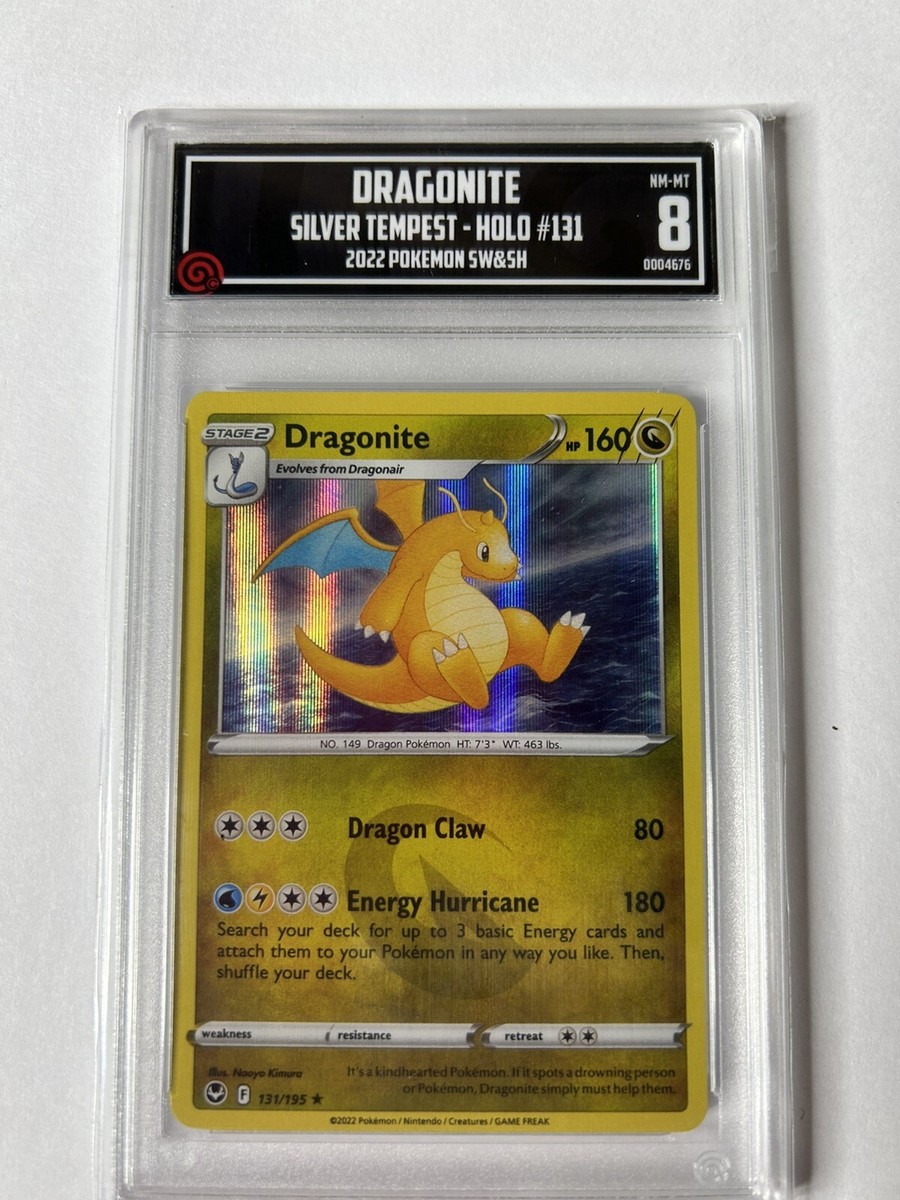 DRAGONITE
SILVER TEMPEST - HOLO #131
2022 POKEMON SW&SH
NM-MT
8
0004676
C
STAGE2
Dragonite
HP 160
Evolves from Dragonair
NO. 149 Dragon Pokémon HT: 7'3" WT: 463 lbs.
Dragon Claw 80
Energy Hurricane 180
Search your deck for up to 3 basic Energy cards and
attach them to your Pokémon in any way you like. Then,
shuffle your deck.
weakness resistance retreat
Illus. Naoyo Kimura
It's a kindhearted Pokémon. If it spots a drowning person
or Pokémon, Dragonite simply must help them.
F 131/195
©2022 Pokémon / Nintendo / Creatures / GAME FREAK